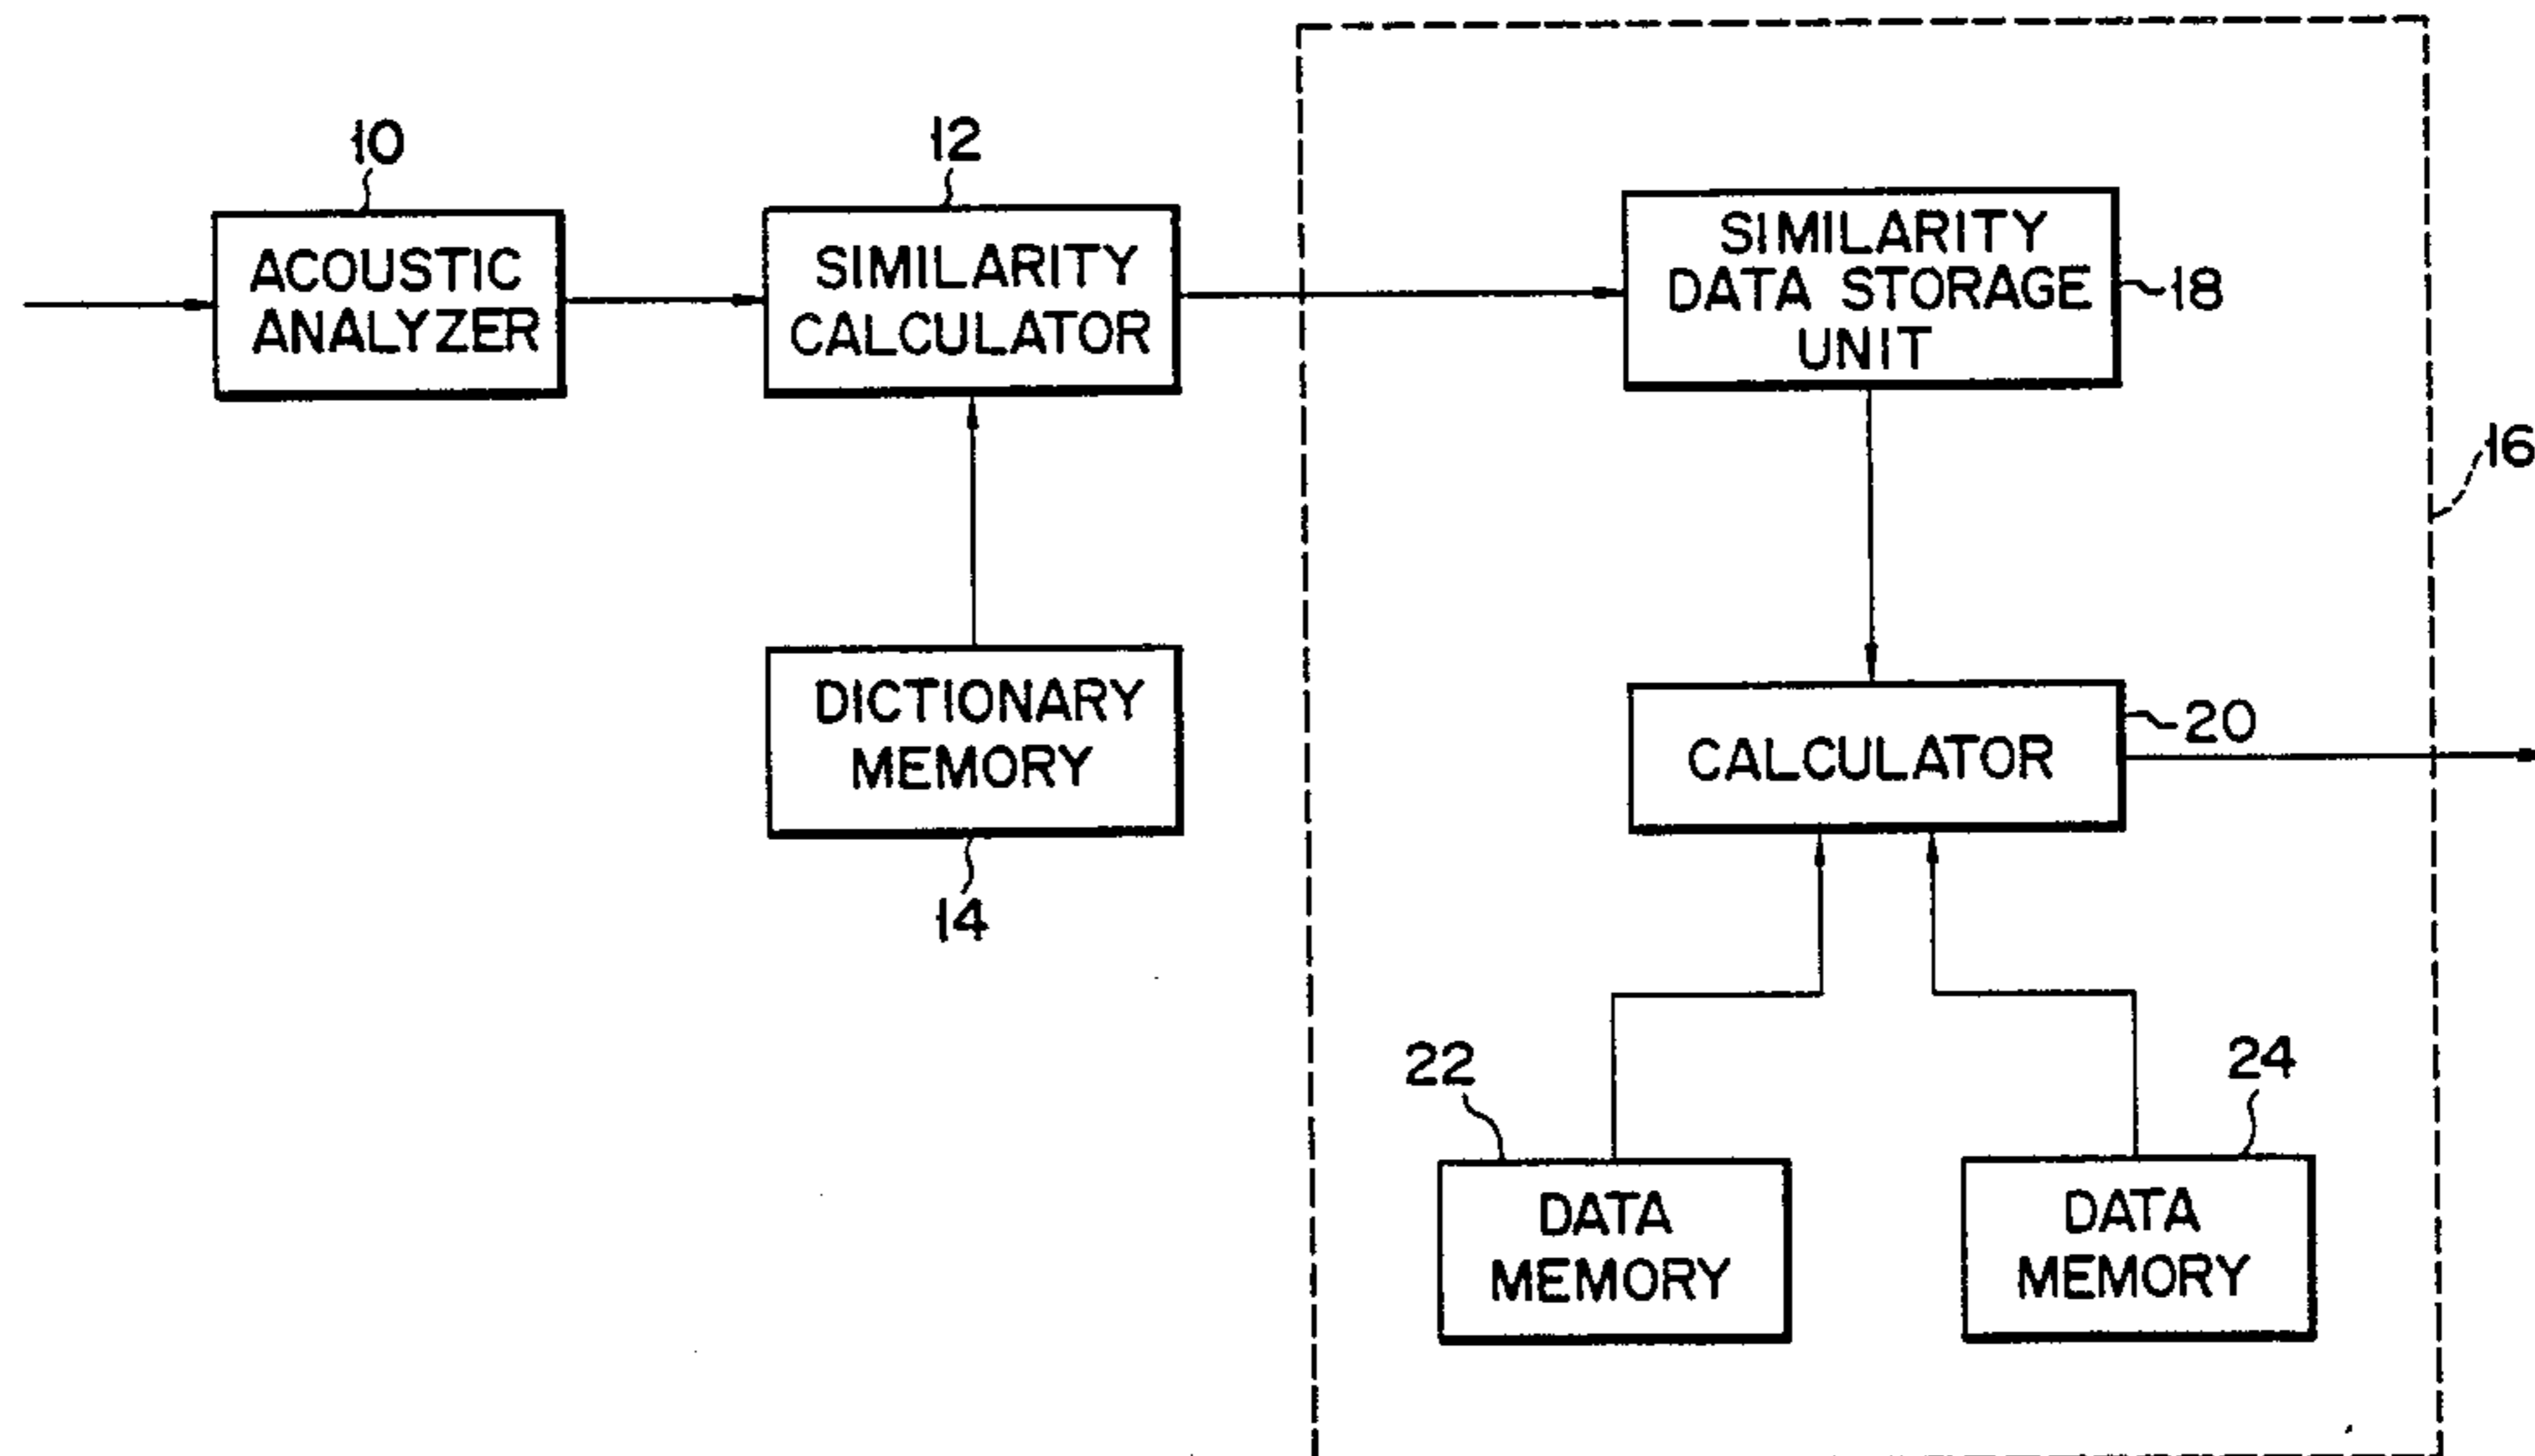 10
ACOUSTIC
ANALYZER
12
SIMILARITY
CALCULATOR
DICTIONARY
MEMORY
14
SIMILARITY
DATA STORAGE
UNIT
18
16
CALCULATOR
20
22
DATA
MEMORY
24
DATA
MEMORY